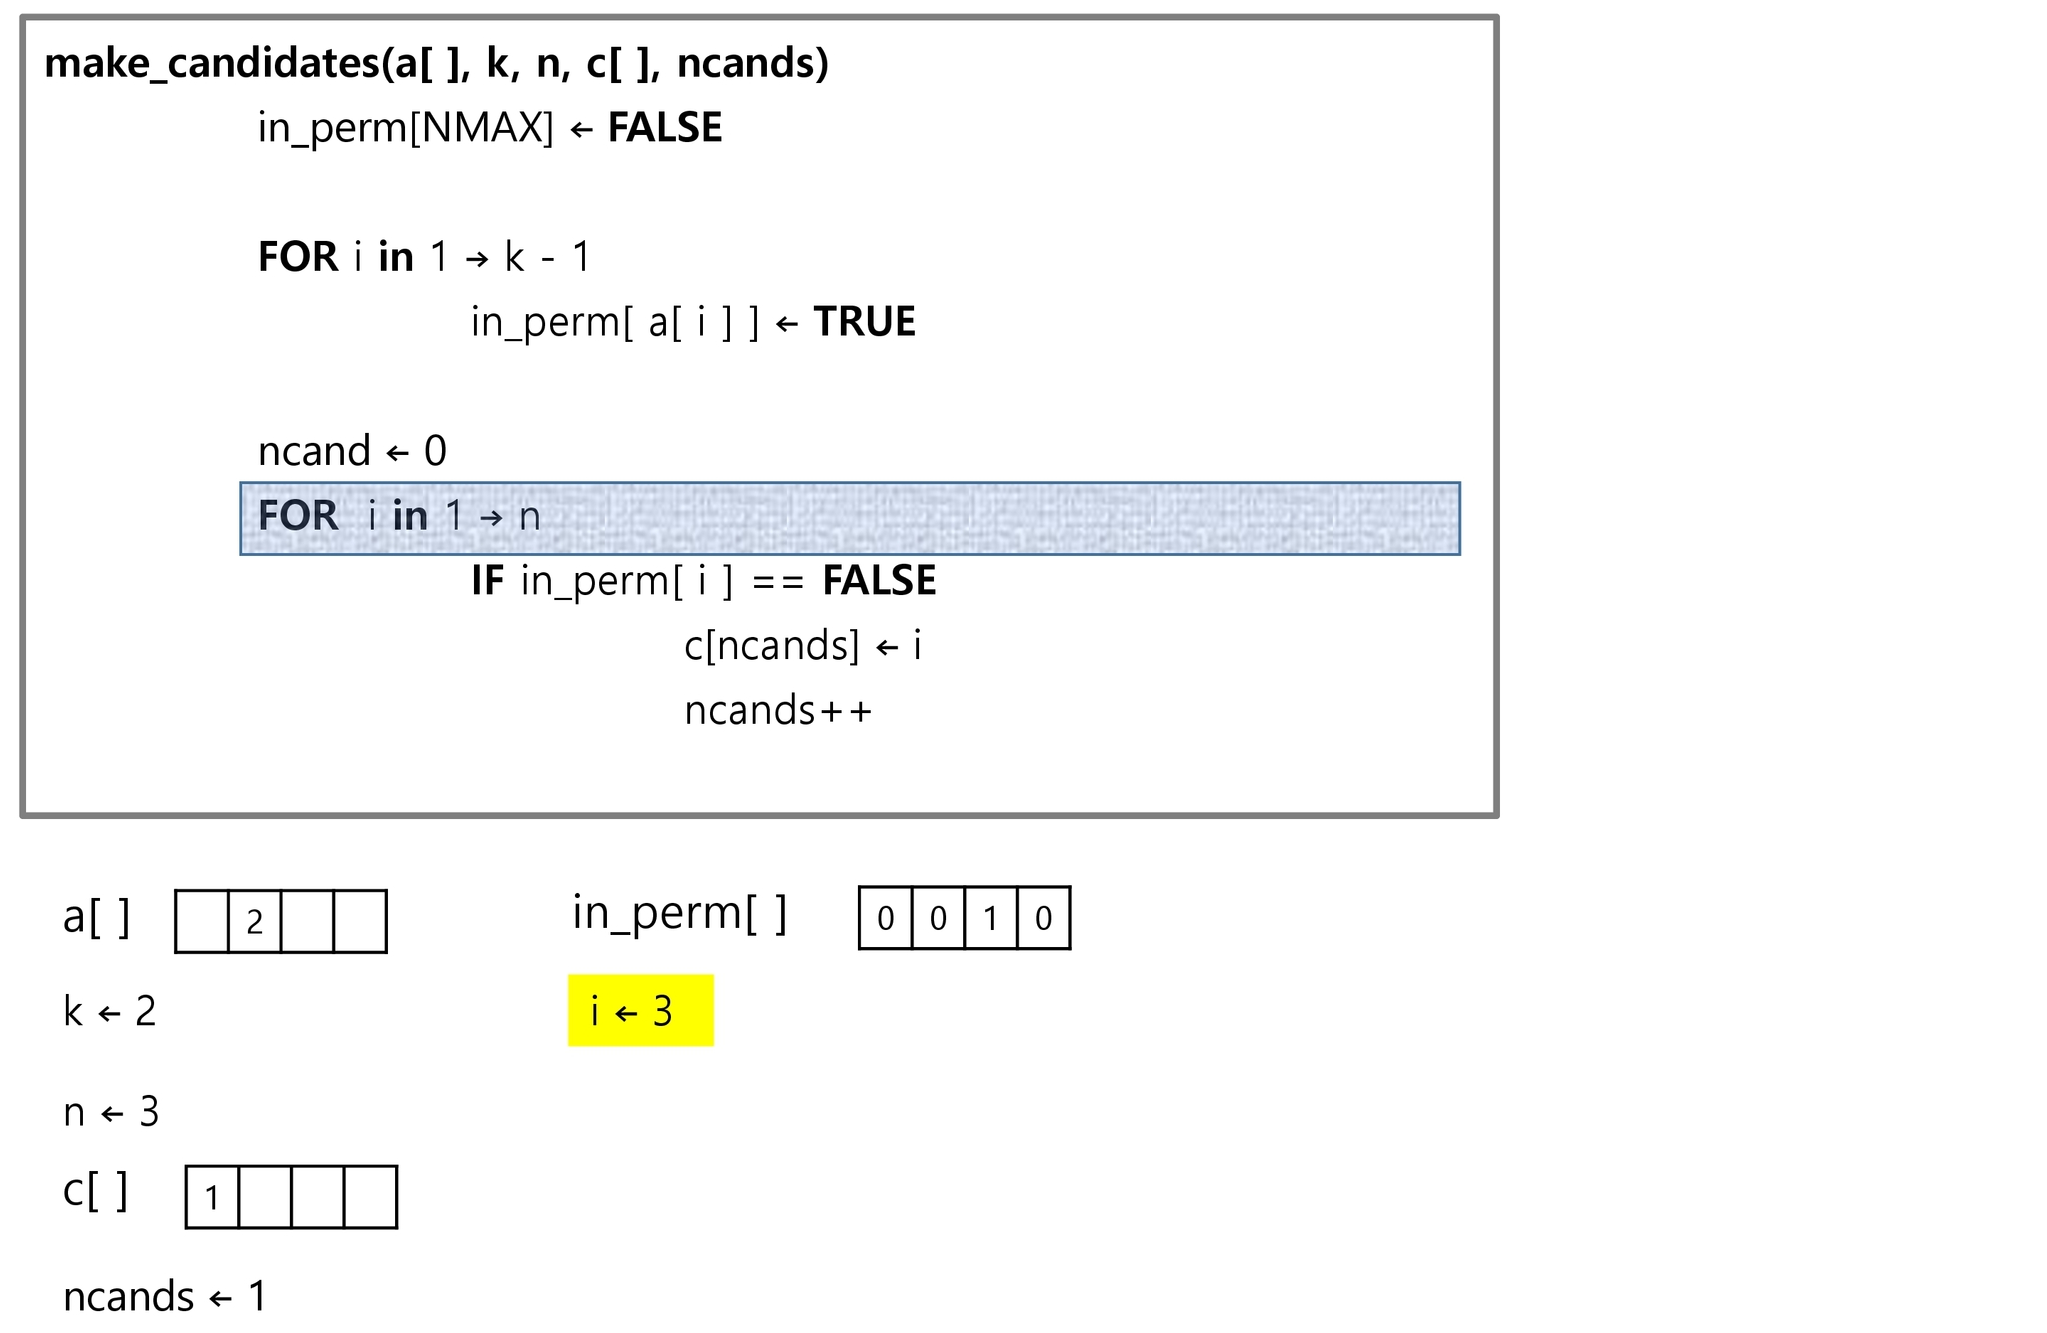 make_candidates(a[ ], k, n, c[ ], ncands)
in_perm[NMAX] ← FALSE
FOR i in 1 → k - 1
in_perm[ a[ i ] ] ← TRUE
ncand ← 0
FOR i in 1 → n
IF in_perm[ i ] == FALSE
c[ncands] ← i
ncands++
a[ ] 2 in_perm[ ] 0 0 1 0
k ← 2 i ← 3
n ← 3
c[ ] 1
ncands ← 1